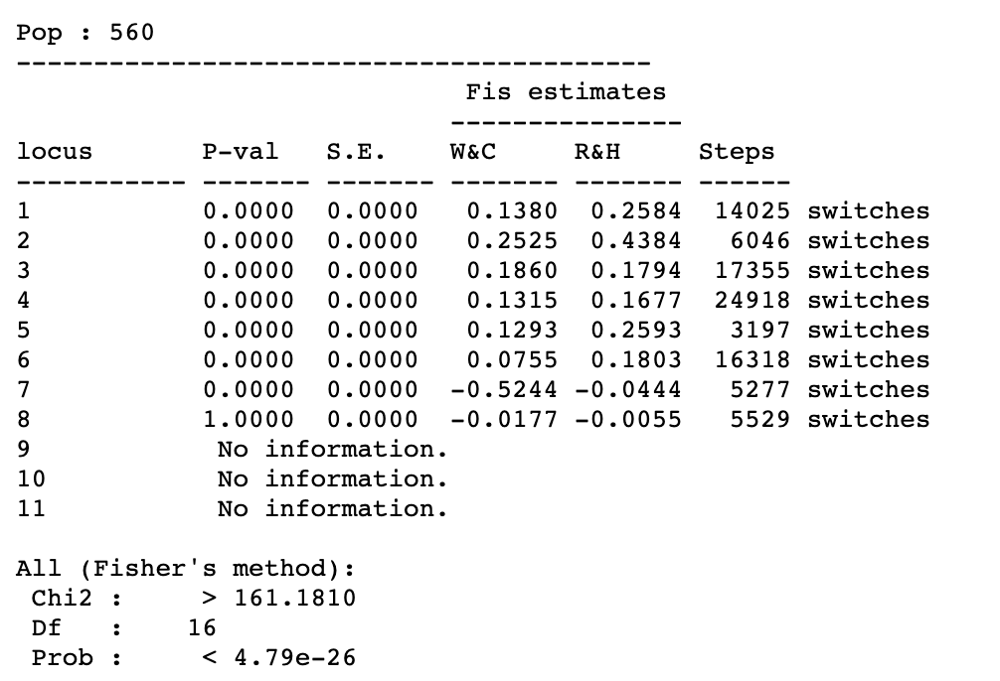 Pop : 560
-----------------------------------------
                             Fis estimates
                            ---------------
locus       P-val   S.E.    W&C     R&H     Steps
----------- ------- ------- ------- ------- ------
1           0.0000  0.0000   0.1380  0.2584  14025 switches
2           0.0000  0.0000   0.2525  0.4384   6046 switches
3           0.0000  0.0000   0.1860  0.1794  17355 switches
4           0.0000  0.0000   0.1315  0.1677  24918 switches
5           0.0000  0.0000   0.1293  0.2593   3197 switches
6           0.0000  0.0000   0.0755  0.1803  16318 switches
7           0.0000  0.0000  -0.5244 -0.0444   5277 switches
8           1.0000  0.0000  -0.0177 -0.0055   5529 switches
9            No information.
10           No information.
11           No information.
All (Fisher's method):
 Chi2 :     > 161.1810
 Df   :    16
 Prob :     < 4.79e-26